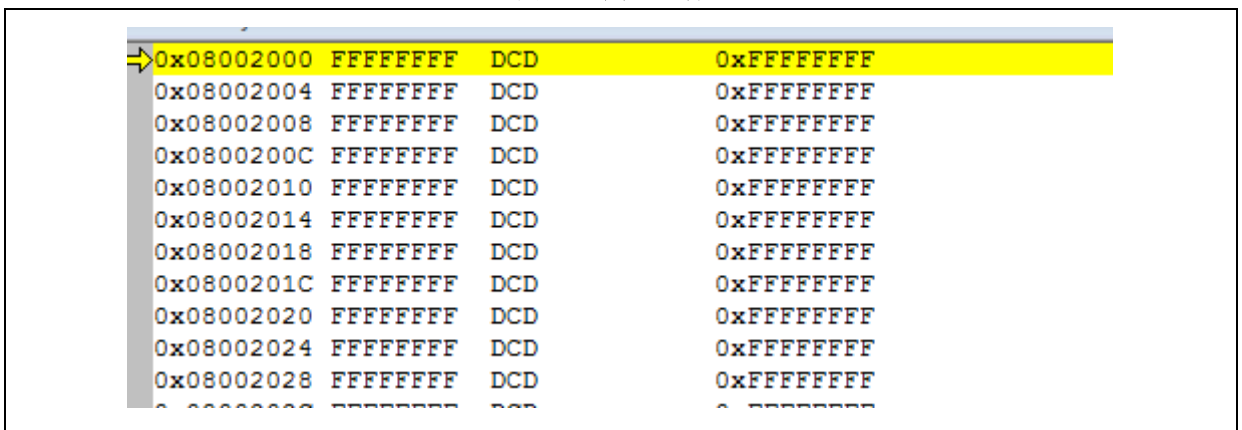 0x08002000 FFFFFFFF DCD 0xFFFFFFFF
0x08002004 FFFFFFFF DCD 0xFFFFFFFF
0x08002008 FFFFFFFF DCD 0xFFFFFFFF
0x0800200C FFFFFFFF DCD 0xFFFFFFFF
0x08002010 FFFFFFFF DCD 0xFFFFFFFF
0x08002014 FFFFFFFF DCD 0xFFFFFFFF
0x08002018 FFFFFFFF DCD 0xFFFFFFFF
0x0800201C FFFFFFFF DCD 0xFFFFFFFF
0x08002020 FFFFFFFF DCD 0xFFFFFFFF
0x08002024 FFFFFFFF DCD 0xFFFFFFFF
0x08002028 FFFFFFFF DCD 0xFFFFFFFF